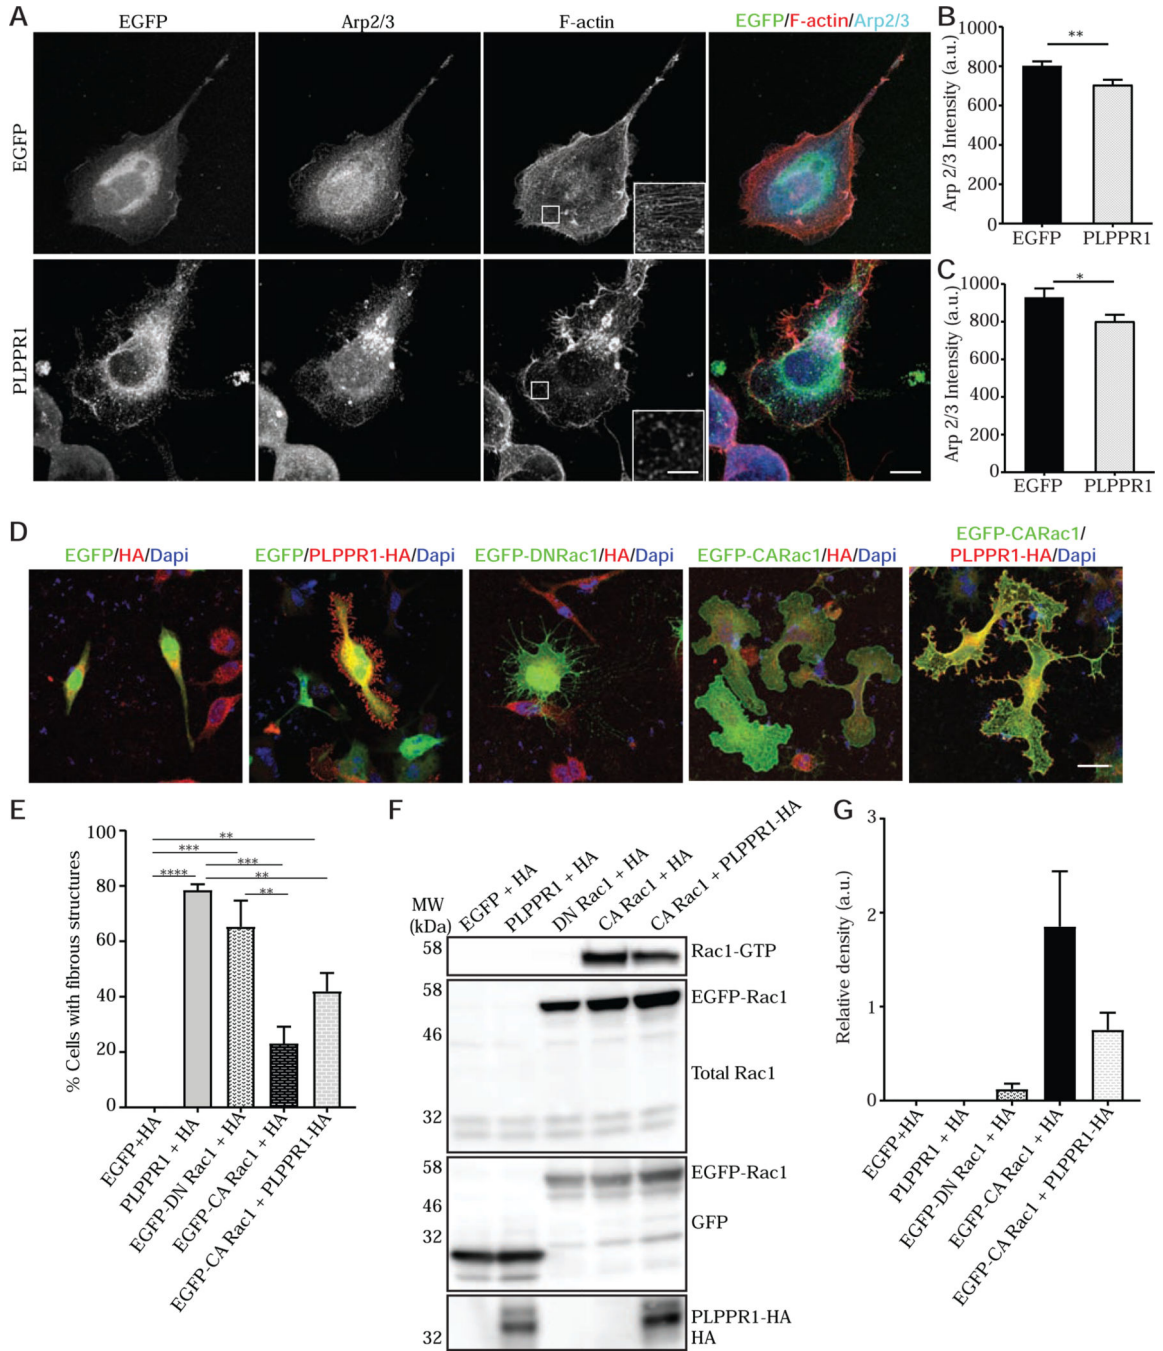 A
EGFP
Arp2/3
F-actin
EGFP/F-actin/Arp2/3
EGFP
PLPPR1
B
Arp 2/3 Intensity (a.u.)
1000
800
600
400
200
0
**
EGFP
PLPPR1
C
Arp 2/3 Intensity (a.u.)
1000
800
600
400
200
0
*
EGFP
PLPPR1
D
EGFP/HA/Dapi
EGFP/PLPPR1-HA/Dapi
EGFP-DNRac1/HA/Dapi
EGFP-CARac1/HA/Dapi
EGFP-CARac1/
PLPPR1-HA/Dapi
E
% Cells with fibrous structures
100
80
60
40
20
0
**
***
***
****
**
**
EGFP+HA
PLPPR1 + HA
EGFP-DN Rac1 + HA
EGFP-CA Rac1 + HA
EGFP-CA Rac1 + PLPPR1-HA
F
MW
(kDa)
EGFP + HA
PLPPR1 + HA
DN Rac1 + HA
CA Rac1 + HA
CA Rac1 + PLPPR1-HA
58
Rac1-GTP
58
EGFP-Rac1
46
Total Rac1
32
58
EGFP-Rac1
46
GFP
32
PLPPR1-HA
32
HA
G
Relative density (a.u.)
3
2
1
0
EGFP+HA
PLPPR1 + HA
EGFP-DN Rac1 + HA
EGFP-CA Rac1 + HA
EGFP-CA Rac1 + PLPPR1-HA